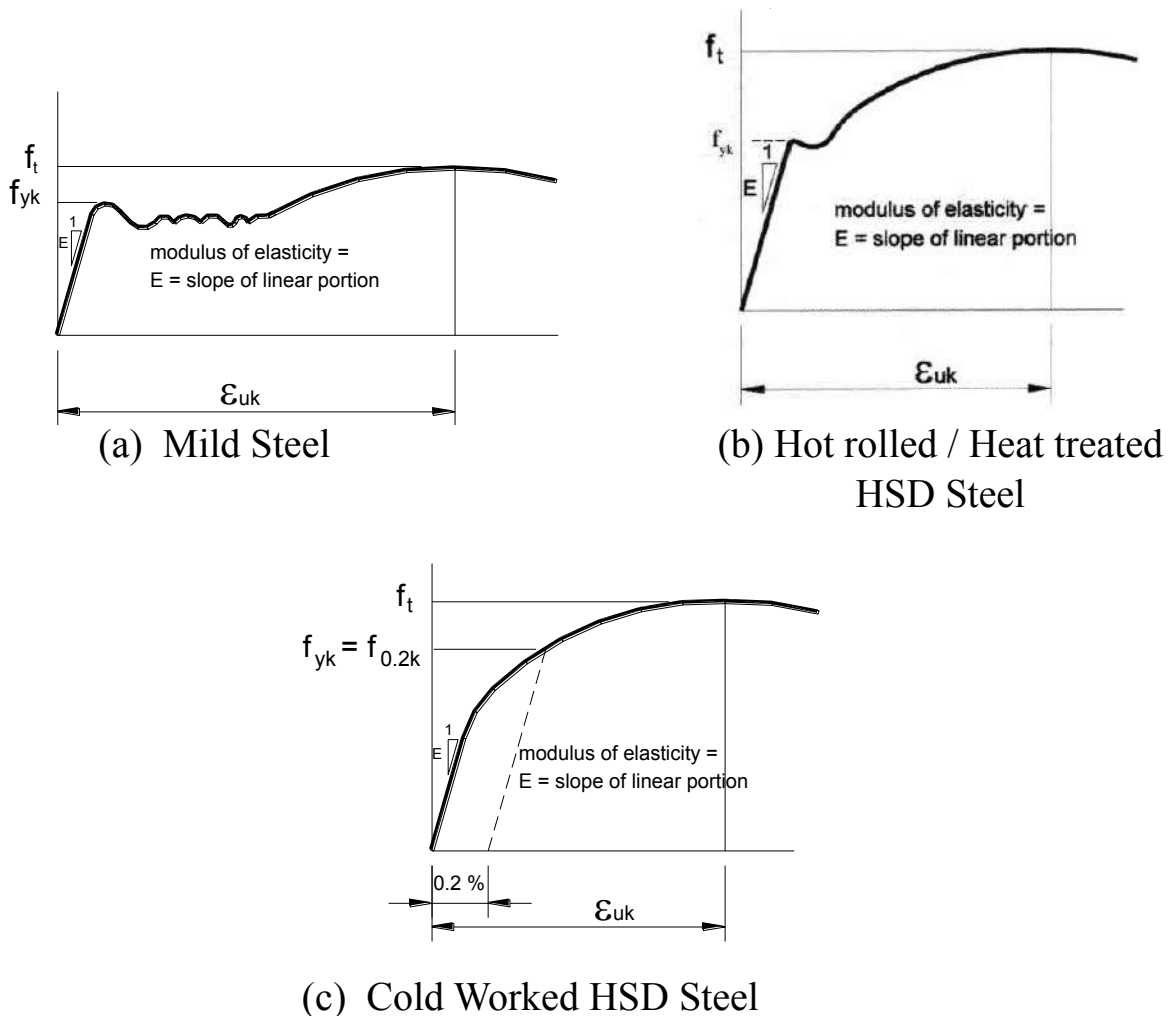 f_t
f_yk
1
E
modulus of elasticity =
E = slope of linear portion
ε_uk
(a) Mild Steel
f_t
f_yk
1
E
modulus of elasticity =
E = slope of linear portion
ε_uk
(b) Hot rolled / Heat treated
HSD Steel
f_t
f_yk = f_0.2k
1
E
modulus of elasticity =
E = slope of linear portion
0.2 %
ε_uk
(c) Cold Worked HSD Steel